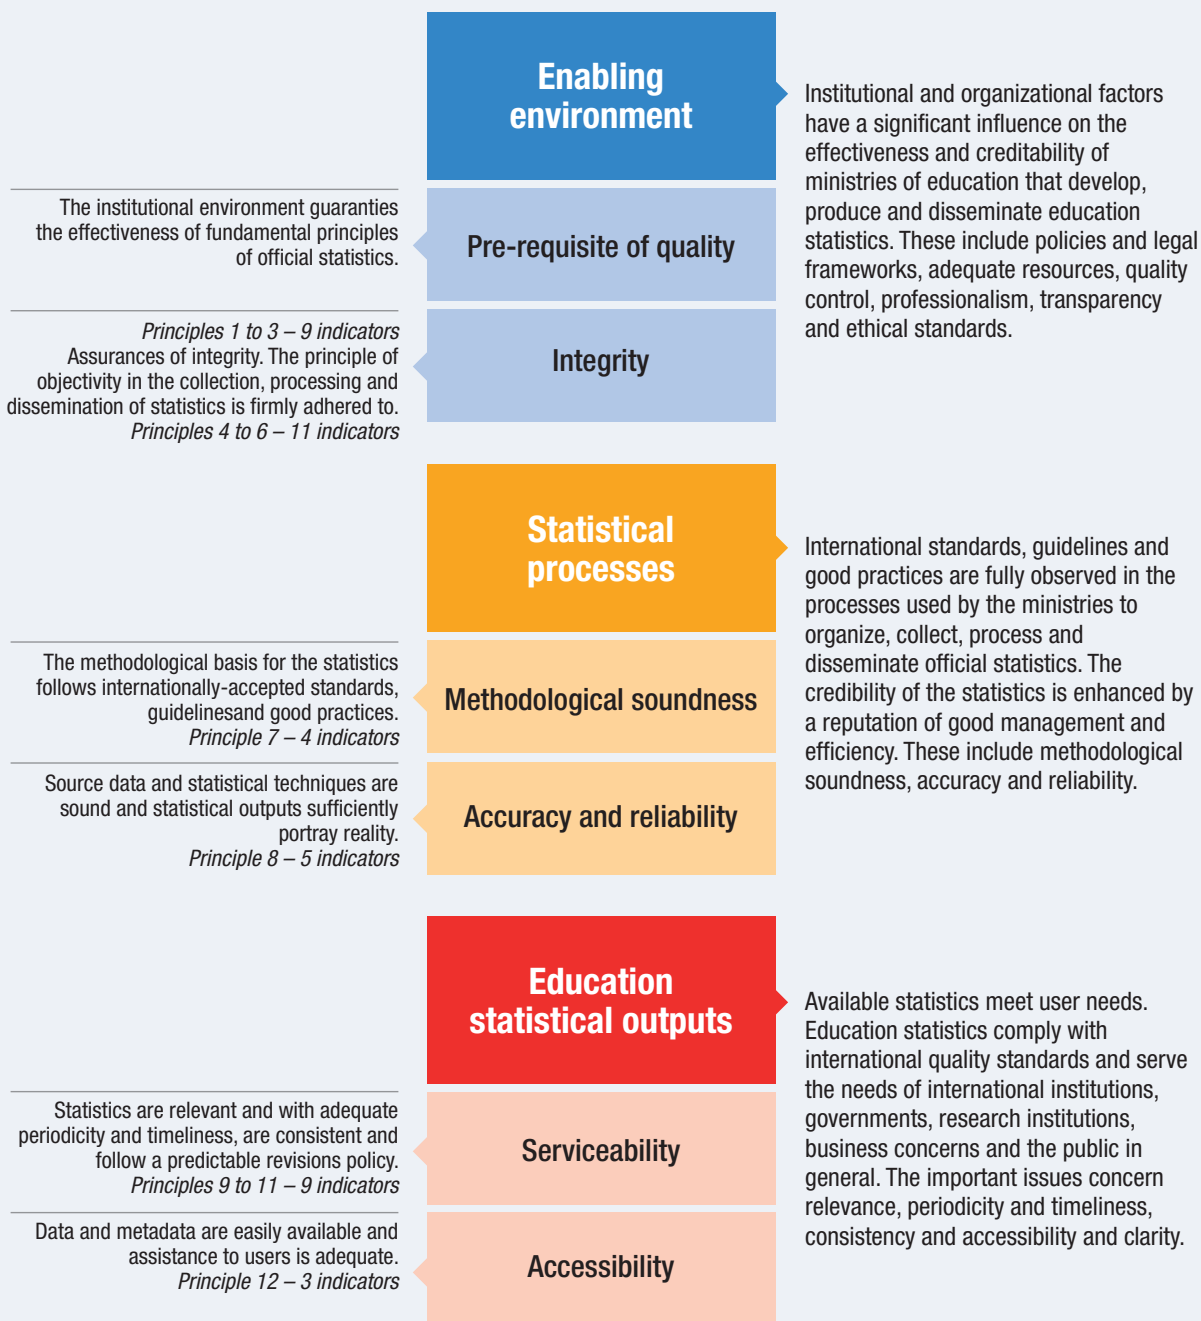 Enabling
environment
Institutional and organizational factors
have a significant influence on the
effectiveness and creditability of
ministries of education that develop,
produce and disseminate education
statistics. These include policies and legal
frameworks, adequate resources, quality
control, professionalism, transparency
and ethical standards.
The institutional environment guaranties
the effectiveness of fundamental principles
of official statistics.
Pre-requisite of quality
Principles 1 to 3 – 9 indicators
Assurances of integrity. The principle of
objectivity in the collection, processing and
dissemination of statistics is firmly adhered to.
Principles 4 to 6 – 11 indicators
Integrity
Statistical
processes
International standards, guidelines and
good practices are fully observed in the
processes used by the ministries to
organize, collect, process and
disseminate official statistics. The
credibility of the statistics is enhanced by
a reputation of good management and
efficiency. These include methodological
soundness, accuracy and reliability.
The methodological basis for the statistics
follows internationally-accepted standards,
guidelinesand good practices.
Principle 7 – 4 indicators
Methodological soundness
Source data and statistical techniques are
sound and statistical outputs sufficiently
portray reality.
Principle 8 – 5 indicators
Accuracy and reliability
Education
statistical outputs
Available statistics meet user needs.
Education statistics comply with
international quality standards and serve
the needs of international institutions,
governments, research institutions,
business concerns and the public in
general. The important issues concern
relevance, periodicity and timeliness,
consistency and accessibility and clarity.
Statistics are relevant and with adequate
periodicity and timeliness, are consistent and
follow a predictable revisions policy.
Principles 9 to 11 – 9 indicators
Serviceability
Data and metadata are easily available and
assistance to users is adequate.
Principle 12 – 3 indicators
Accessibility